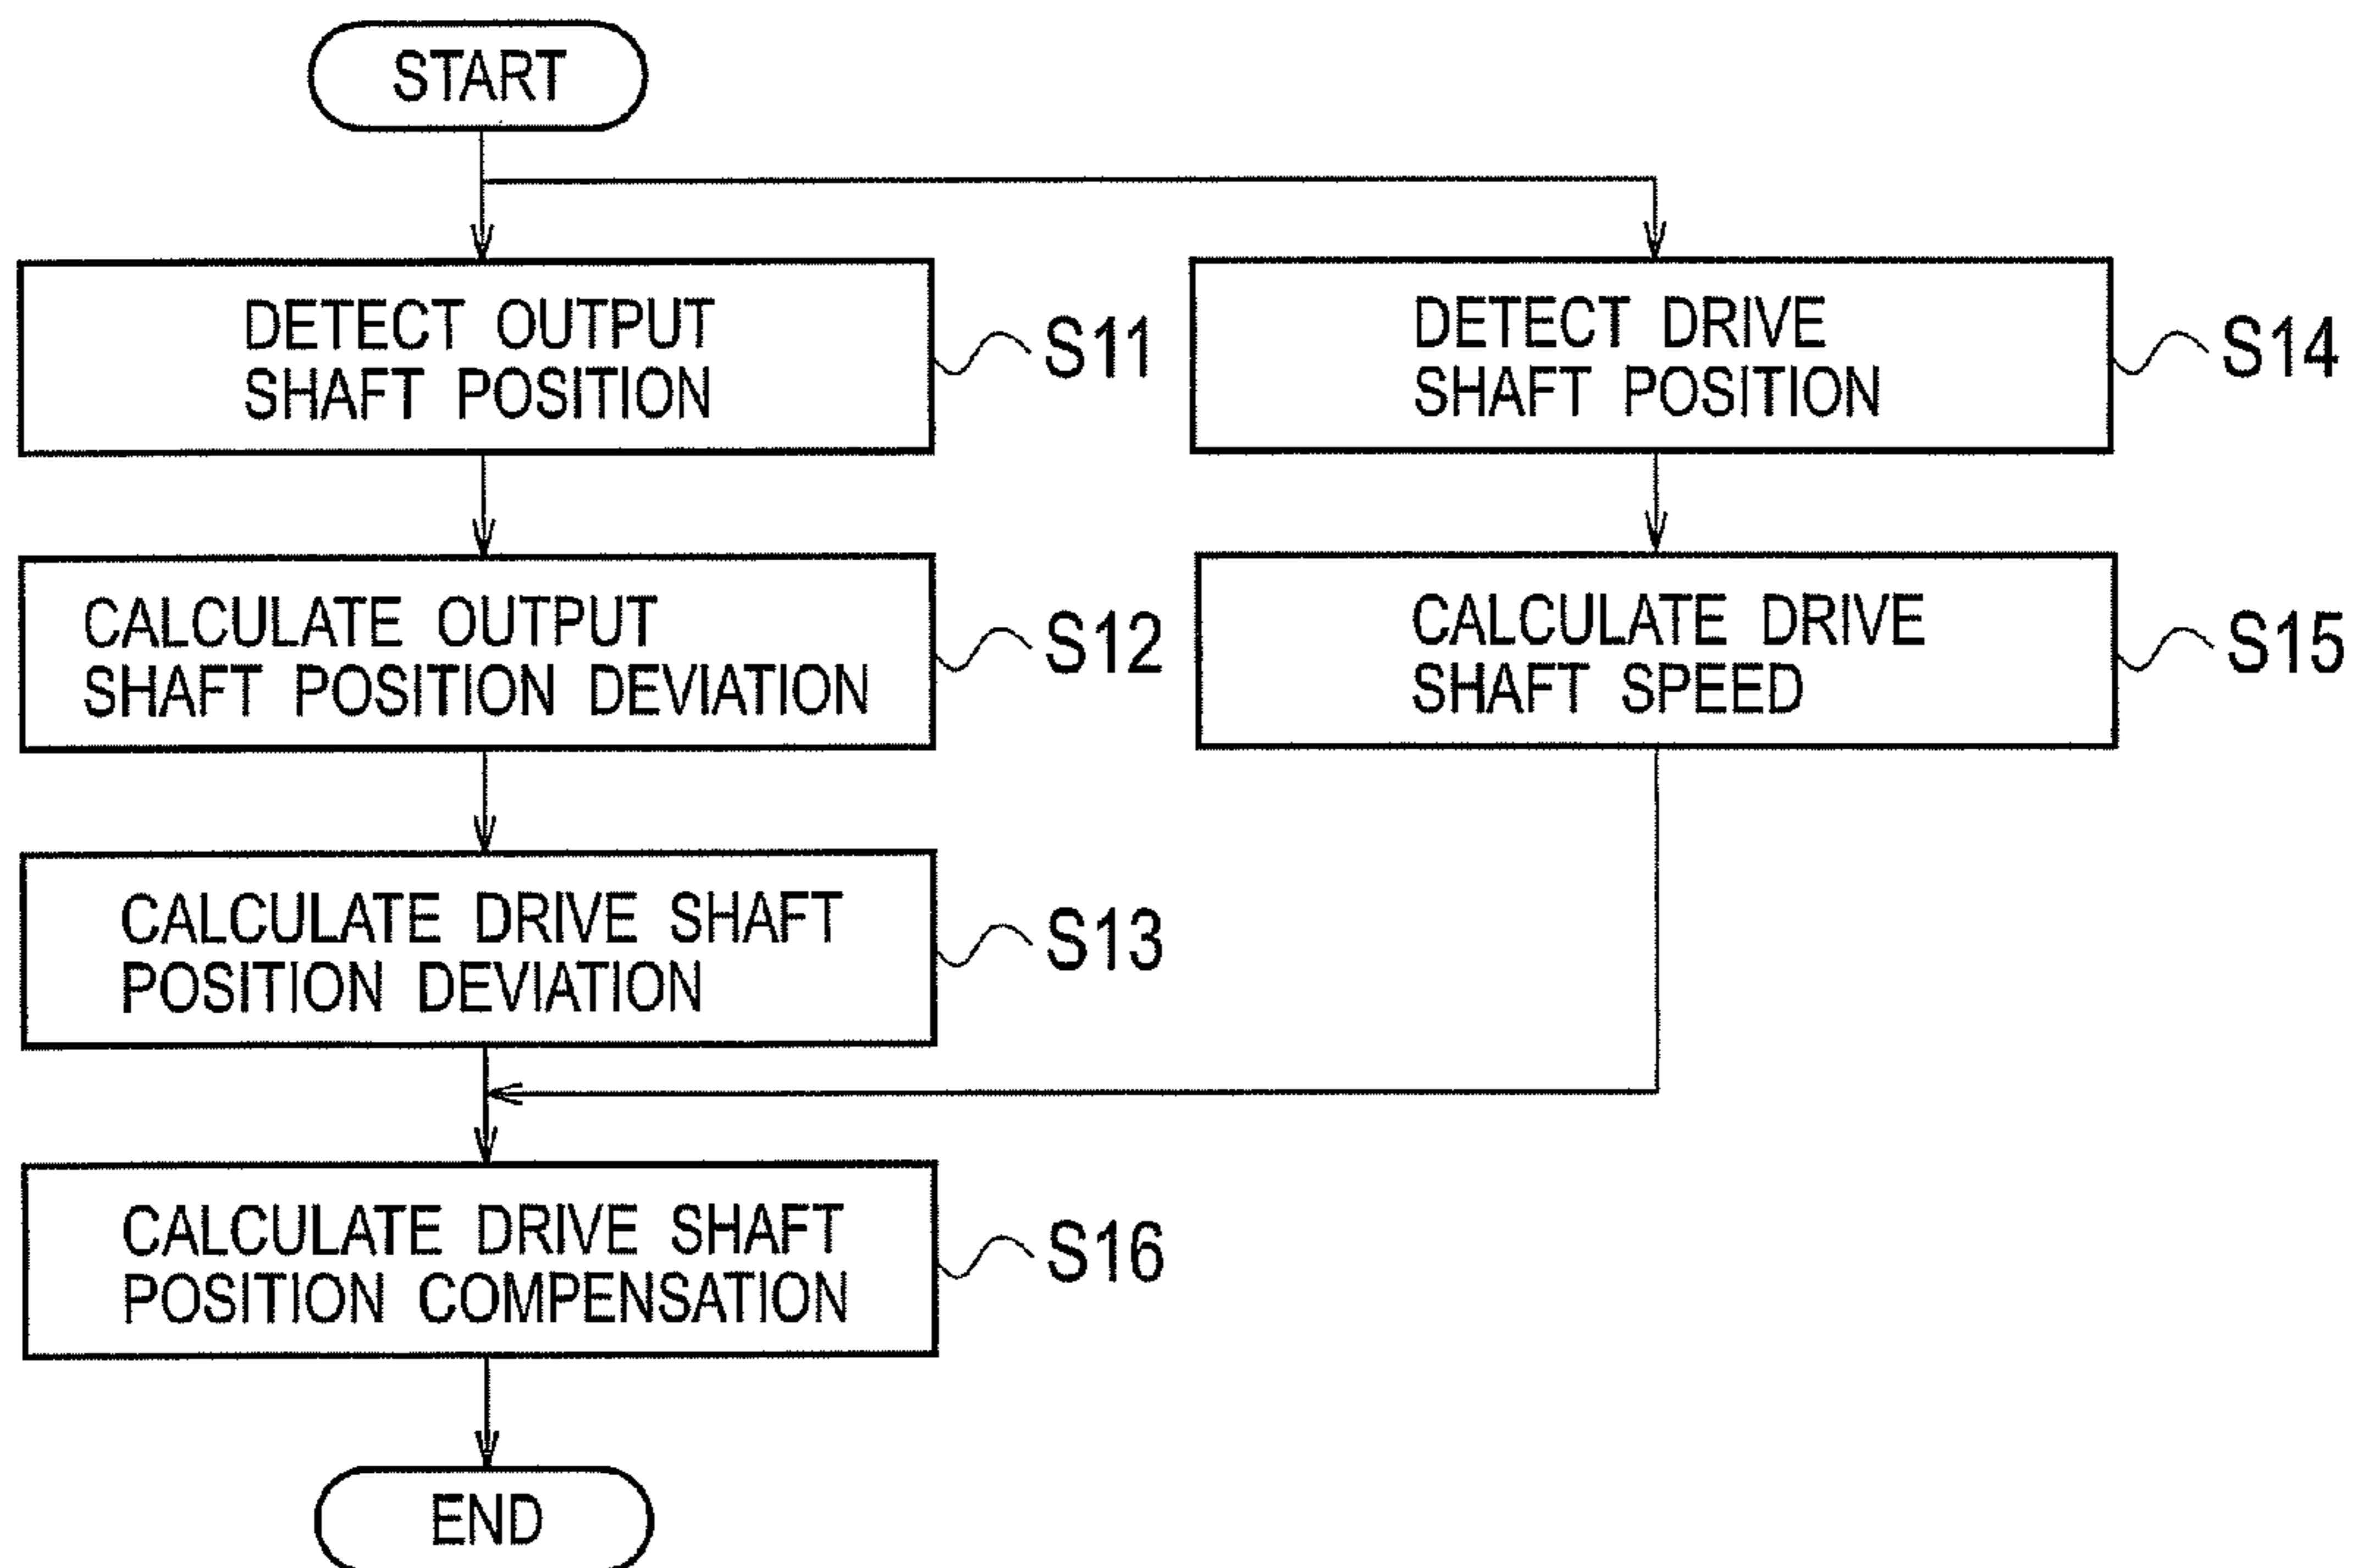 START
DETECT OUTPUT
SHAFT POSITION
S11
CALCULATE OUTPUT
SHAFT POSITION DEVIATION
S12
CALCULATE DRIVE SHAFT
POSITION DEVIATION
S13
DETECT DRIVE
SHAFT POSITION
S14
CALCULATE DRIVE
SHAFT SPEED
S15
CALCULATE DRIVE SHAFT
POSITION COMPENSATION
S16
END